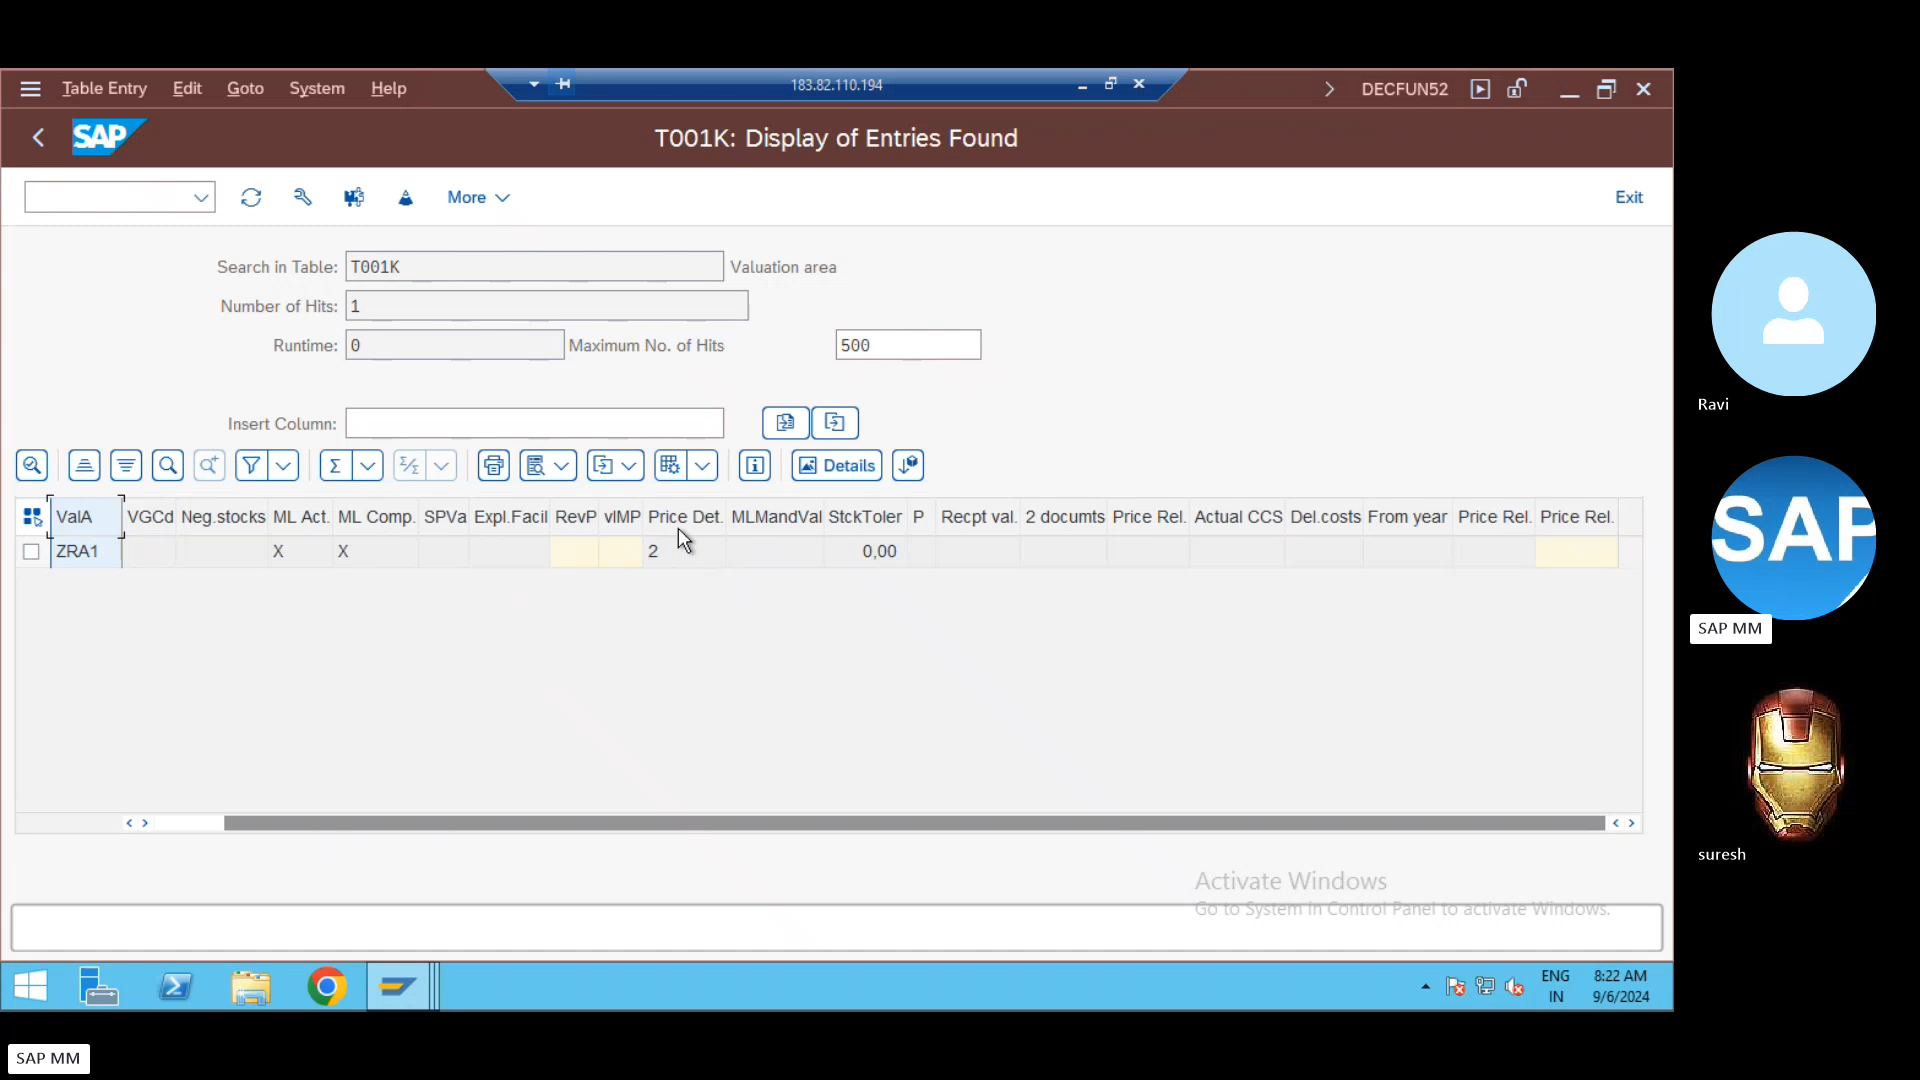 Table Entry Edit Goto System Help 183.82.110.194 DECFUN52
SAP T001K: Display of Entries Found
More Exit
Search in Table: T001K Valuation area
Number of Hits: 1
Runtime: 0 Maximum No. of Hits 500
Insert Column:
Σ Σ/Σ Details
ValA VGCd Neg.stocks ML Act. ML Comp. SPVa Expl.Facil RevP vIMP Price Det. MLMandVal StckToler P Recpt val. 2 documts Price Rel. Actual CCS Del.costs From year Price Rel. Price Rel.
ZRA1 X X 2 0,00
Activate Windows
Go to System in Control Panel to activate Windows.
ENG 8:22 AM
IN 9/6/2024
Ravi
SAP
SAP MM
suresh
SAP MM